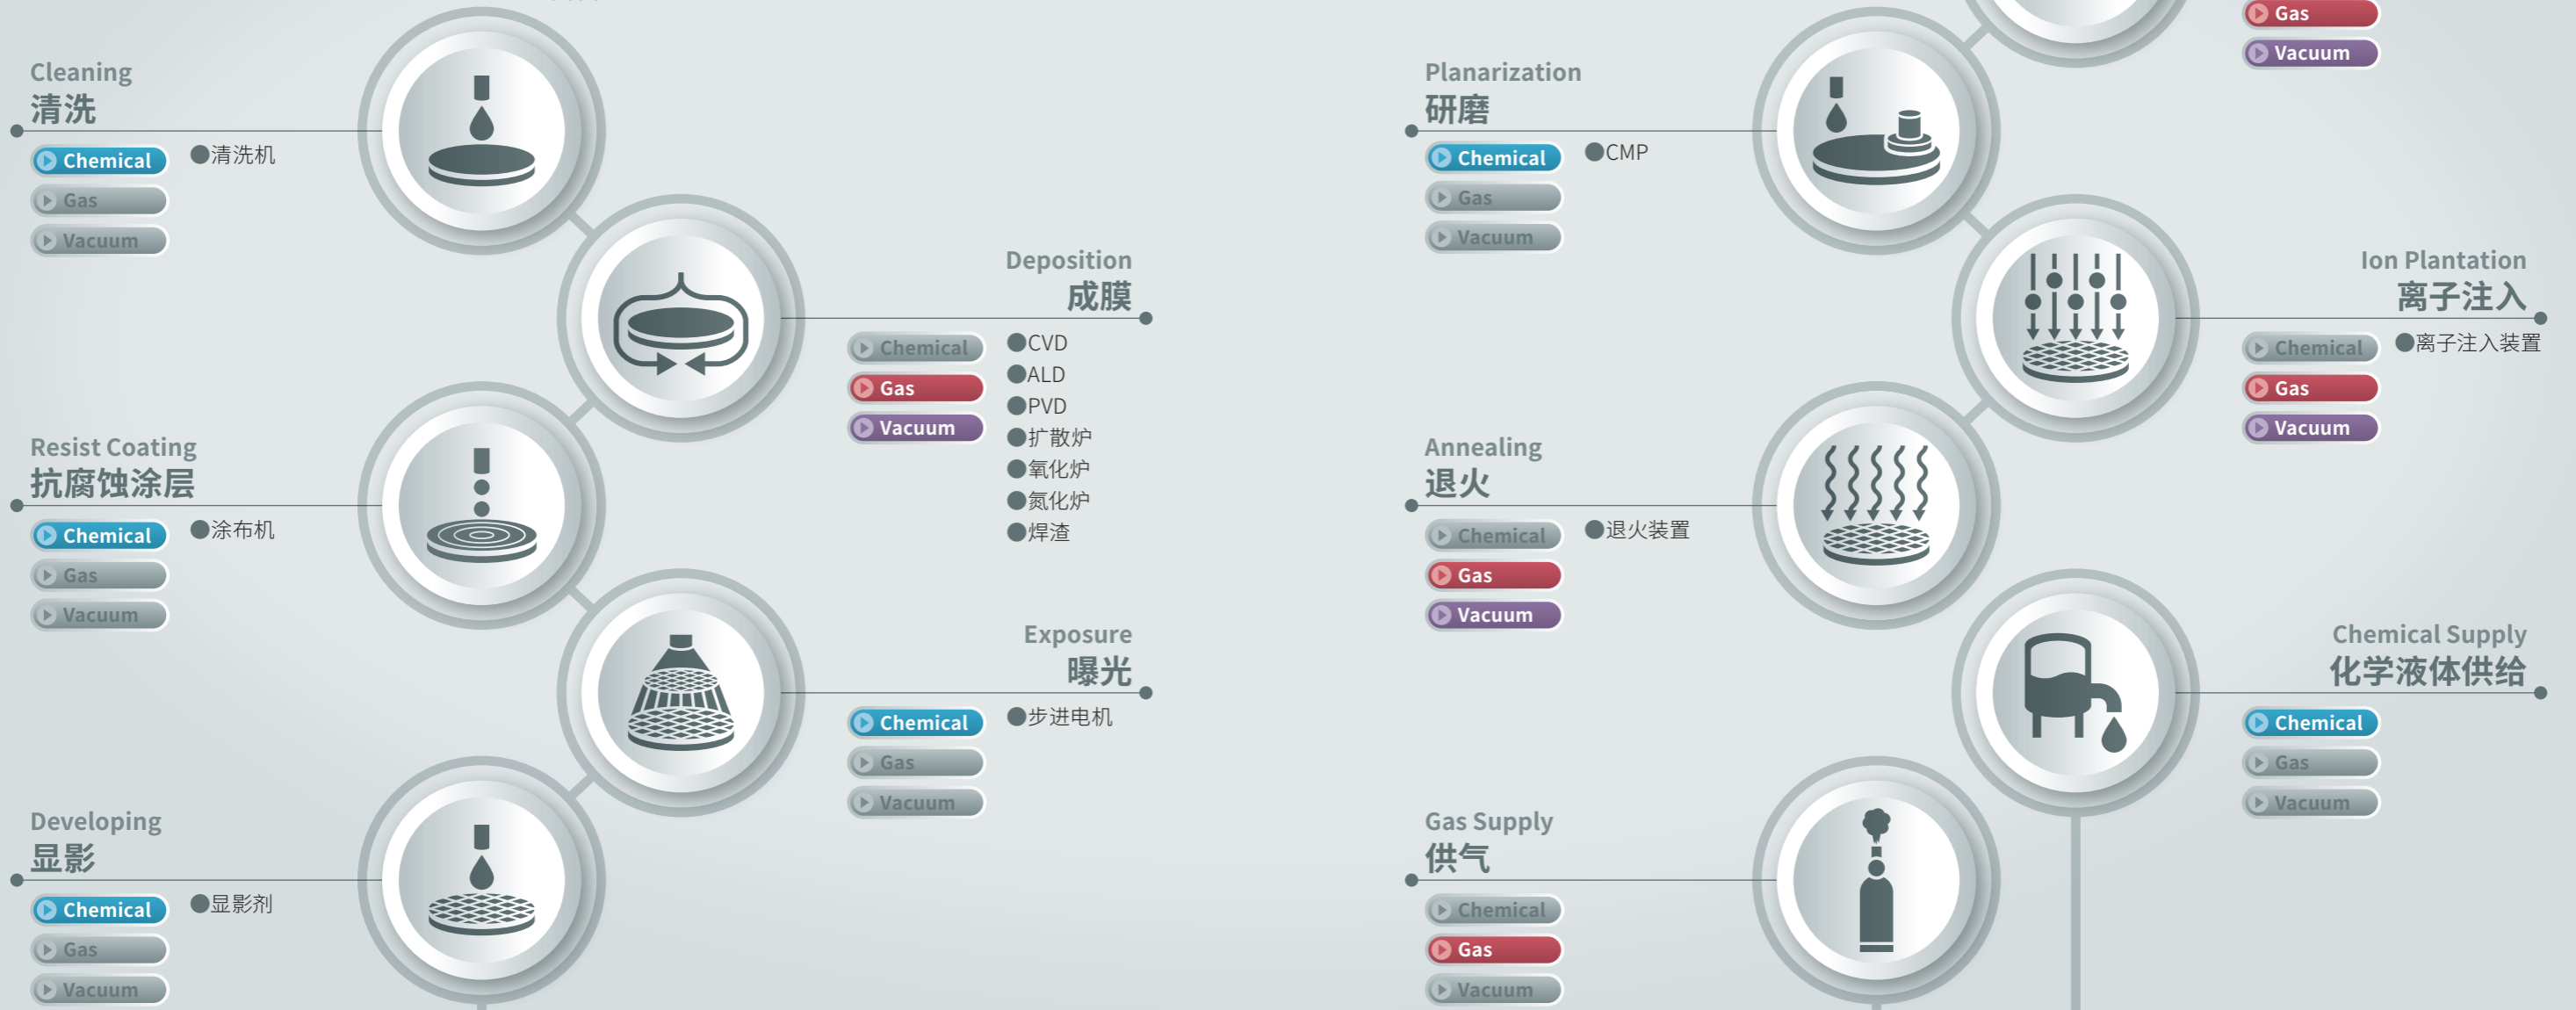 Cleaning
清洗
Chemical
Gas
Vacuum
●清洗机
Deposition
成膜
Chemical
Gas
Vacuum
●CVD
●ALD
●PVD
●扩散炉
●氧化炉
●氮化炉
●焊渣
Resist Coating
抗腐蚀涂层
Chemical
Gas
Vacuum
●涂布机
Exposure
曝光
Chemical
Gas
Vacuum
●步进电机
Developing
显影
Chemical
Gas
Vacuum
●显影剂
Gas
Vacuum
Planarization
研磨
Chemical
Gas
Vacuum
●CMP
Ion Plantation
离子注入
Chemical
Gas
Vacuum
●离子注入装置
Annealing
退火
Chemical
Gas
Vacuum
●退火装置
Chemical Supply
化学液体供给
Chemical
Gas
Vacuum
Gas Supply
供气
Chemical
Gas
Vacuum